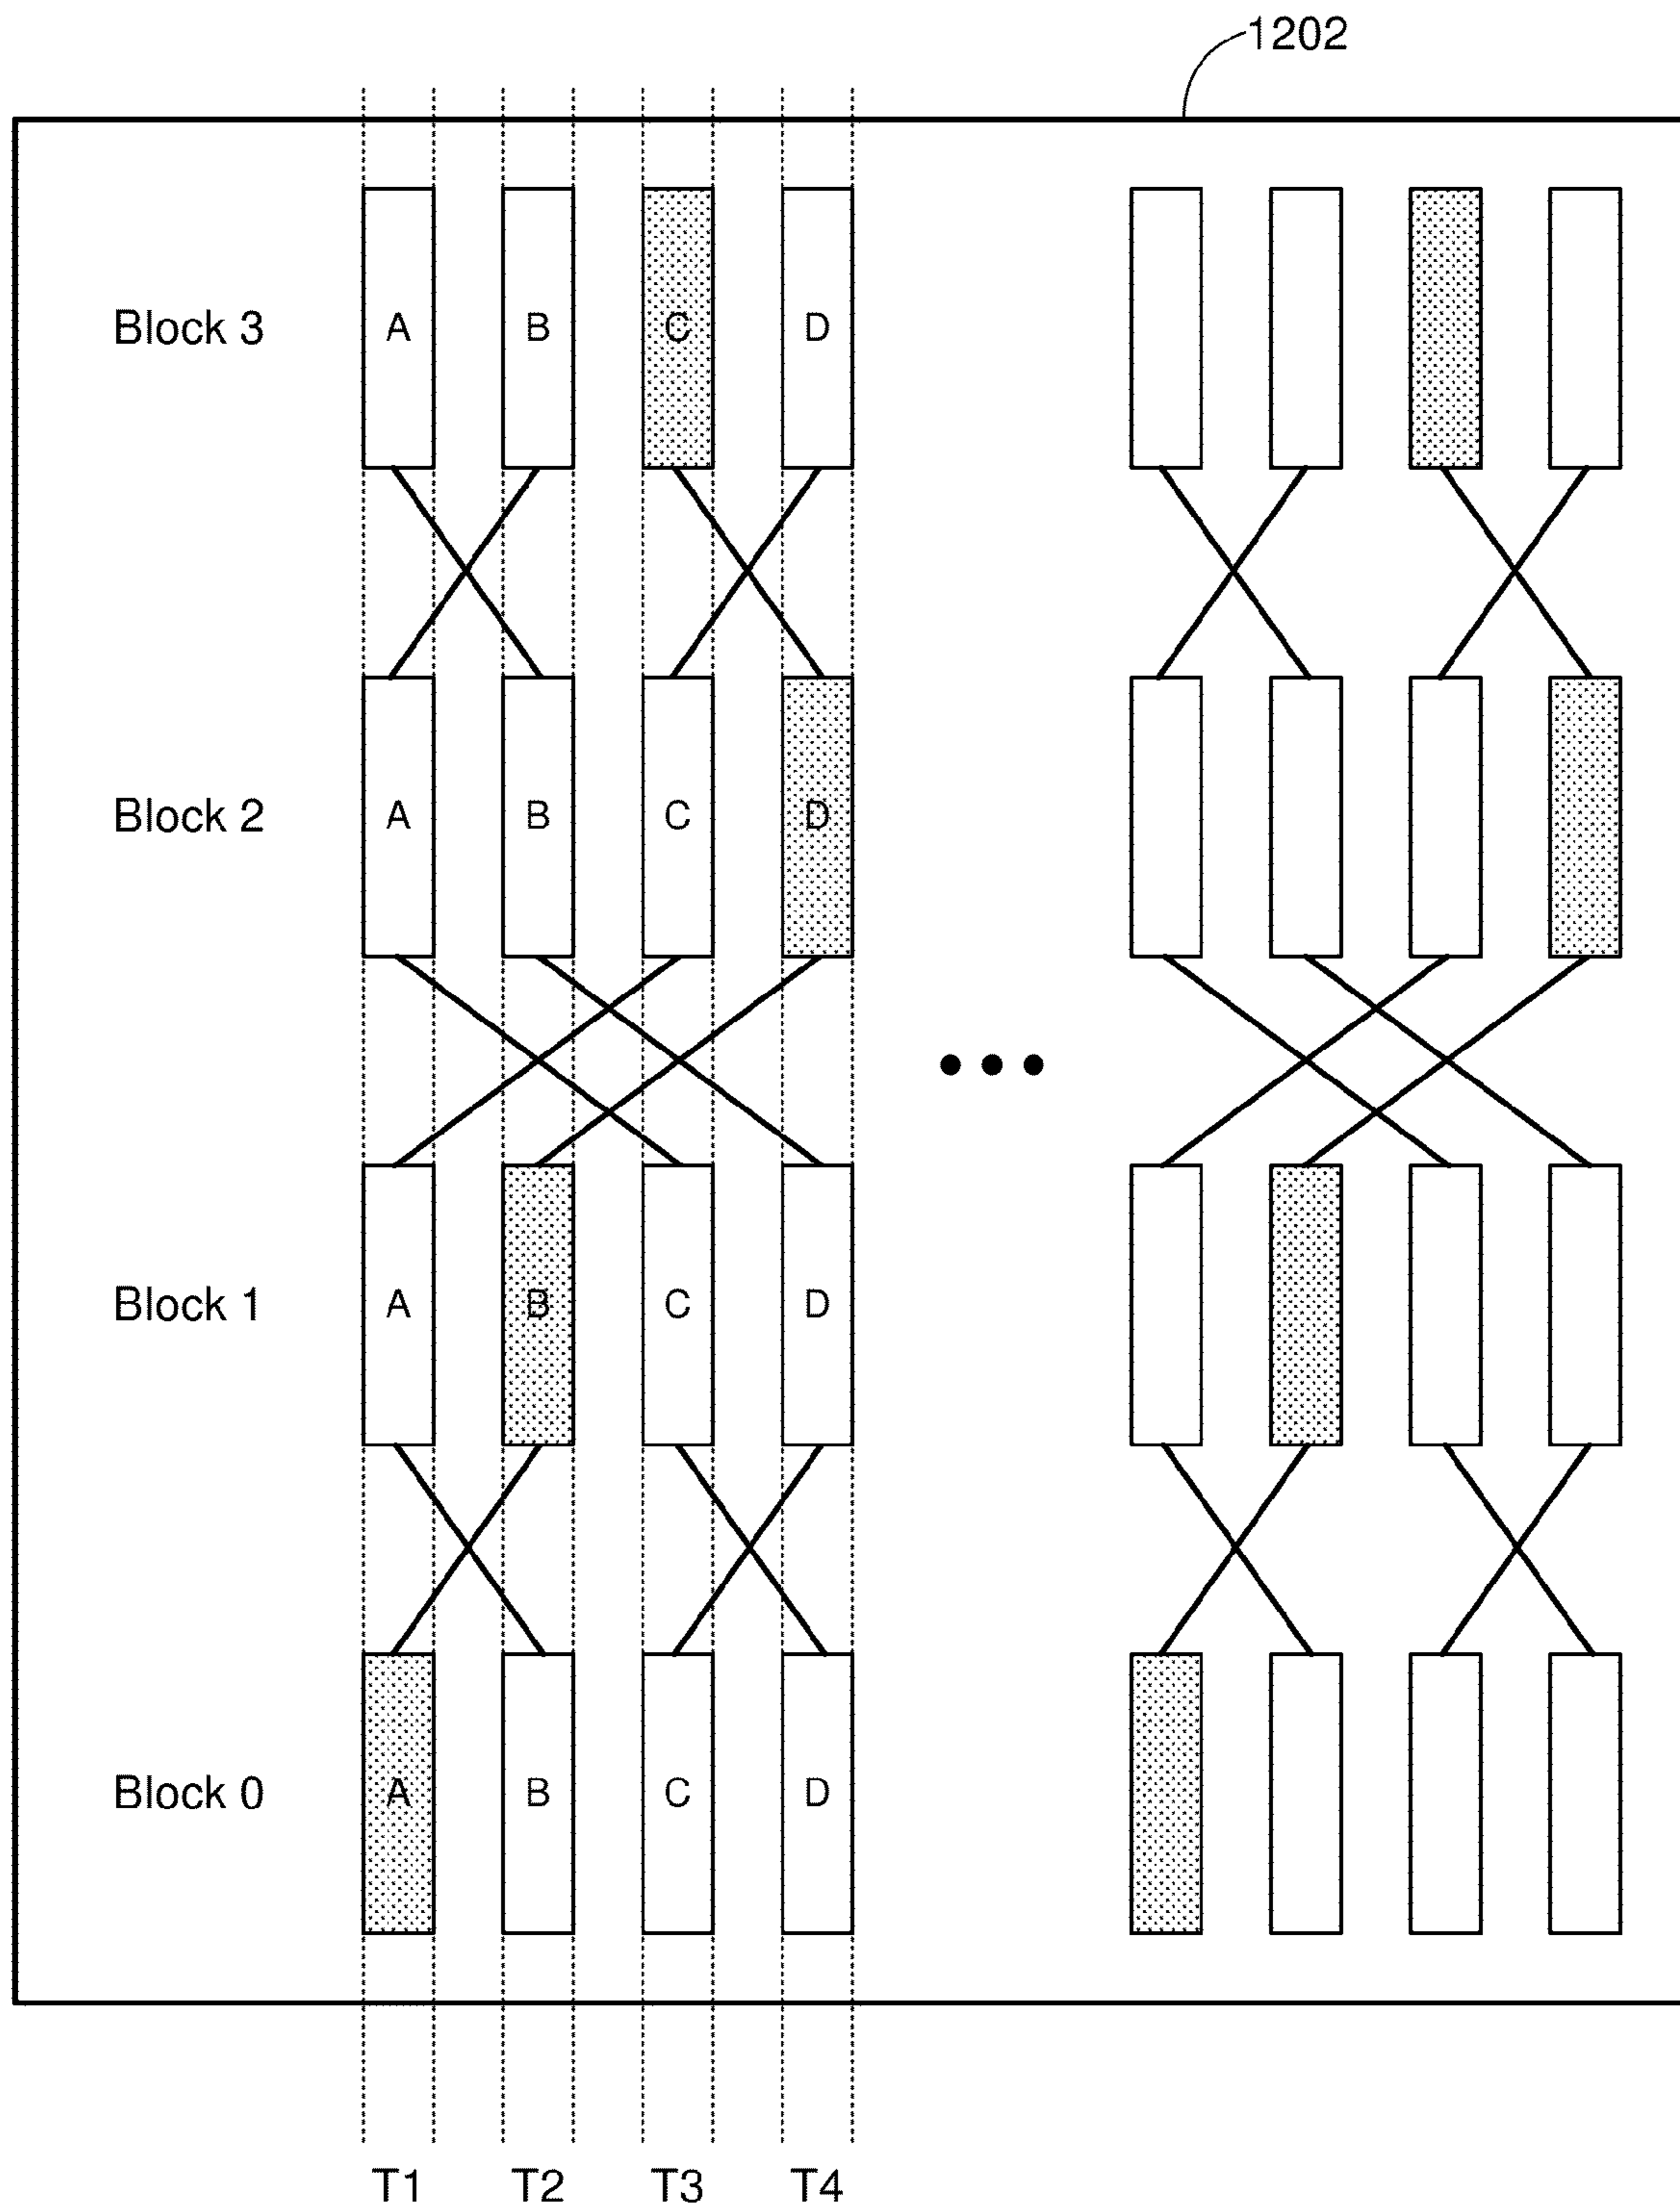 1202
Block 3 A B C D
Block 2 A B C D
Block 1 A B C D
Block 0 A B C D
T1 T2 T3 T4